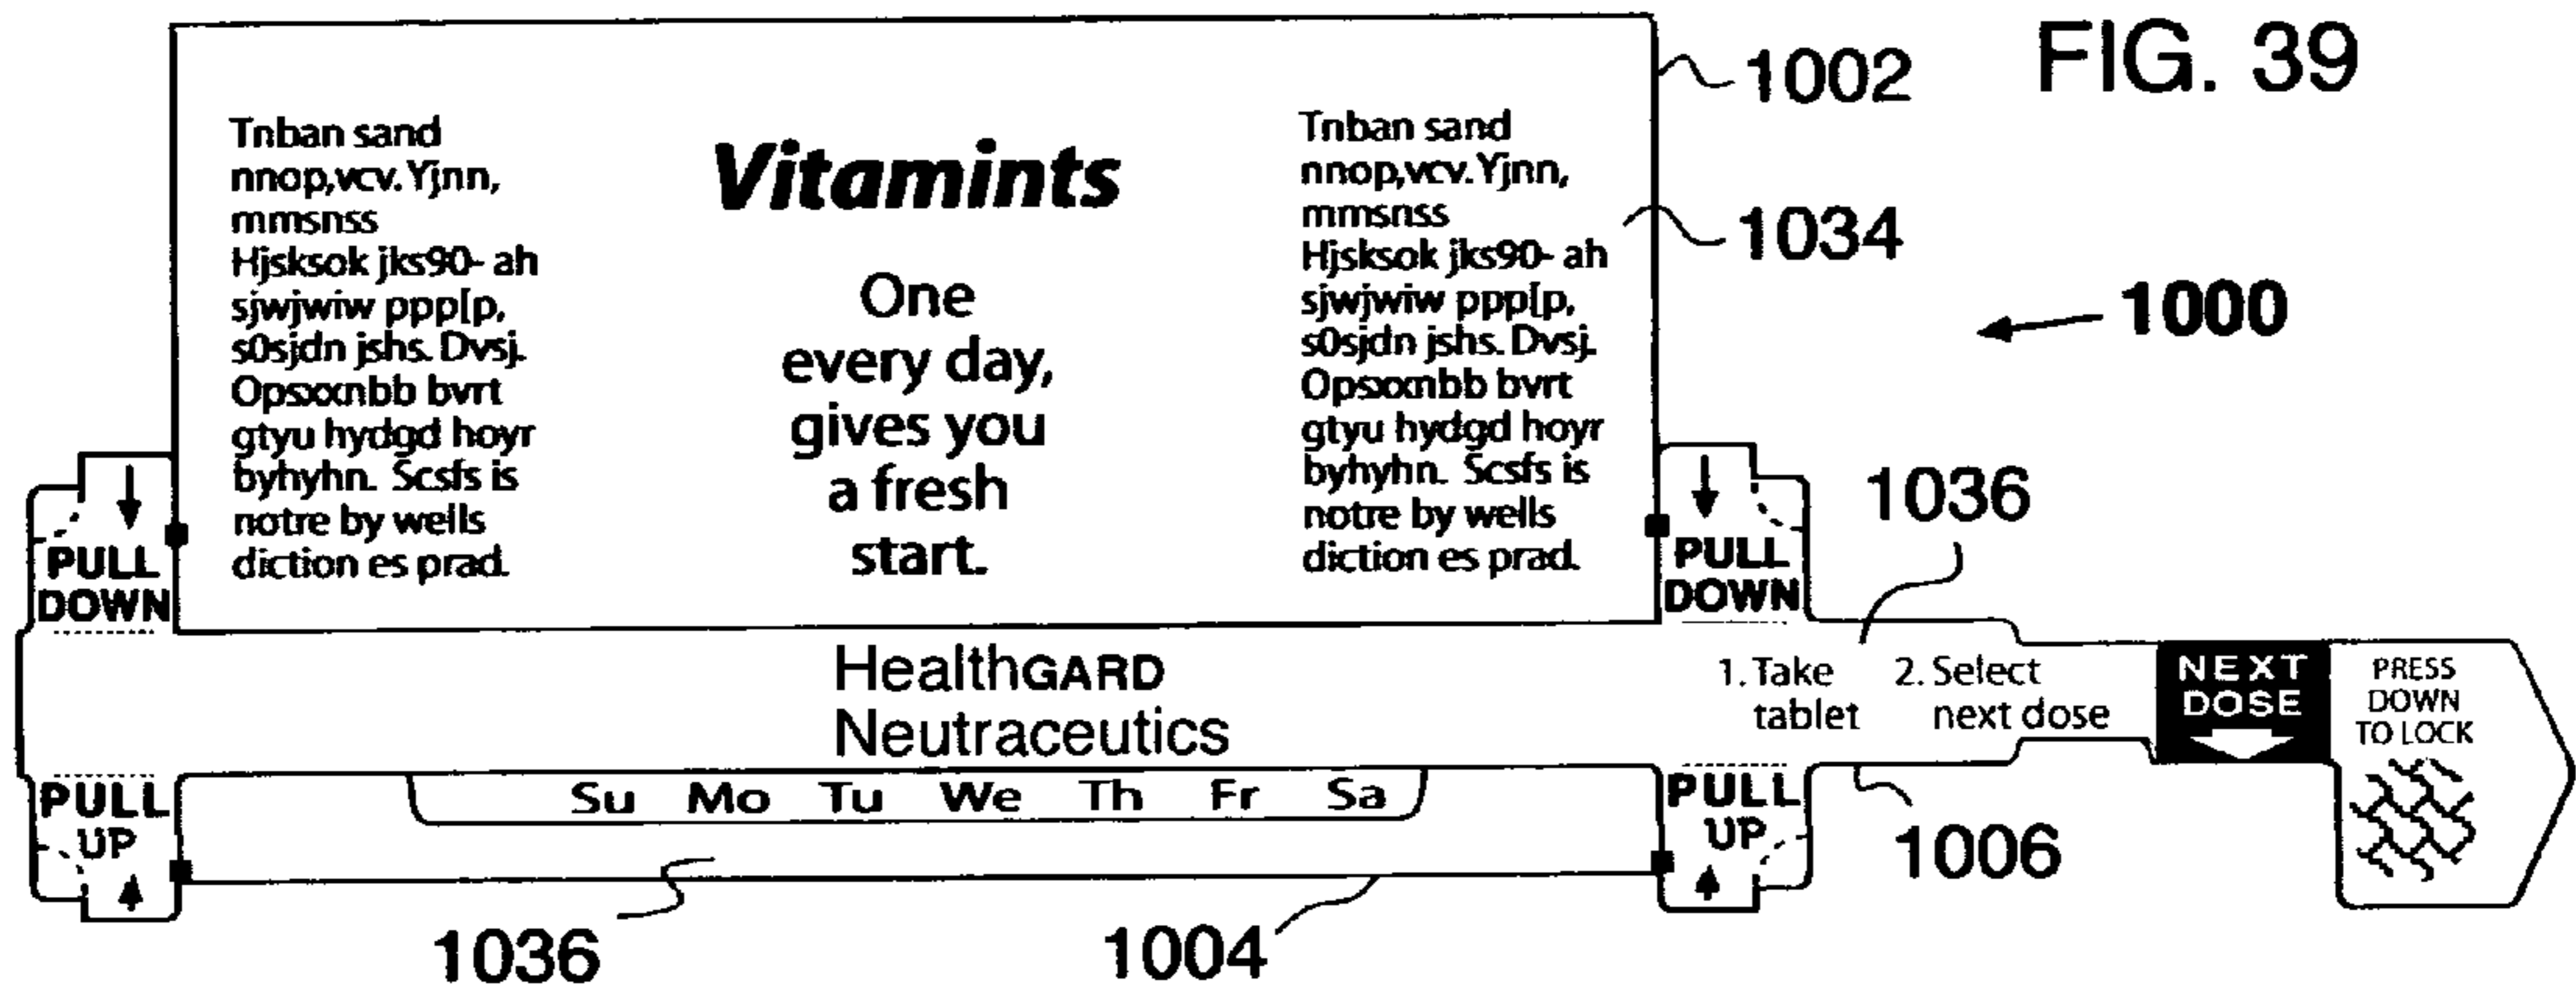 FIG. 39
1002
Tnban sand
nnop,vcv. Yjnn,
mmsnss
Hjsksok jks90- ah
sjwjwiw ppp[p,
s0sjdn jshs. Dvsj.
Opsxxnbb bvrt
gtyu hydgd hoyr
byhyhn. Scsfs is
notre by wells
diction es prad.
Vitamints
One
every day,
gives you
a fresh
start.
Tnban sand
nnop,vcv. Yjnn,
mmsnss
Hjsksok jks90- ah
sjwjwiw ppp[p,
s0sjdn jshs. Dvsj.
Opsxxnbb bvrt
gtyu hydgd hoyr
byhyhn. Scsfs is
notre by wells
diction es prad.
1034
1000
PULL
DOWN
PULL
DOWN
1036
HealthGARD
Neutraceutics
1. Take
tablet
2. Select
next dose
NEXT
DOSE
PRESS
DOWN
TO LOCK
PULL
UP
Su Mo Tu We Th Fr Sa
PULL
UP
1006
1036
1004